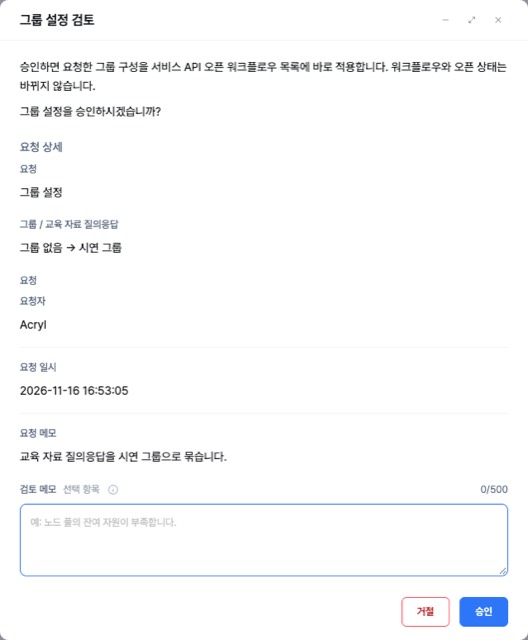 그룹 설정 검토
승인하면 요청한 그룹 구성을 서비스 API 오픈 워크플로우 목록에 바로 적용합니다. 워크플로우와 오픈 상태는
바뀌지 않습니다.
그룹 설정을 승인하시겠습니까?
요청 상세
요청
그룹 설정
그룹 / 교육 자료 질의응답
그룹 없음 → 시연 그룹
요청
요청자
Acryl
요청 일시
2026-11-16 16:53:05
요청 메모
교육 자료 질의응답을 시연 그룹으로 묶습니다.
검토 메모 선택 항목 0/500
예: 노드 풀의 잔여 자원이 부족합니다.
거절 승인